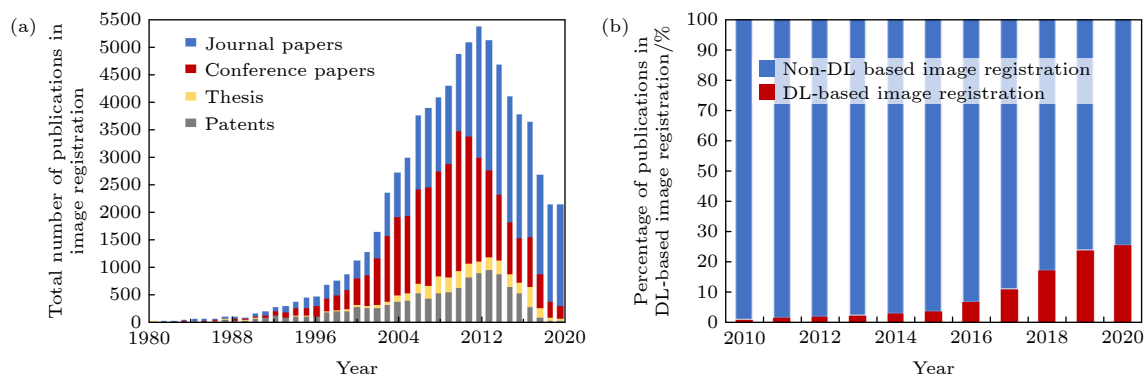 (a)
Total number of publications in
image registration
5500
5000
4500
4000
3500
3000
2500
2000
1500
1000
500
0
Journal papers
Conference papers
Thesis
Patents
1980
1988
1996
2004
2012
2020
Year
(b)
Percentage of publications in
DL-based image registration/%
100
90
80
70
60
50
40
30
20
10
0
Non-DL based image registration
DL-based image registration
2010
2012
2014
2016
2018
2020
Year